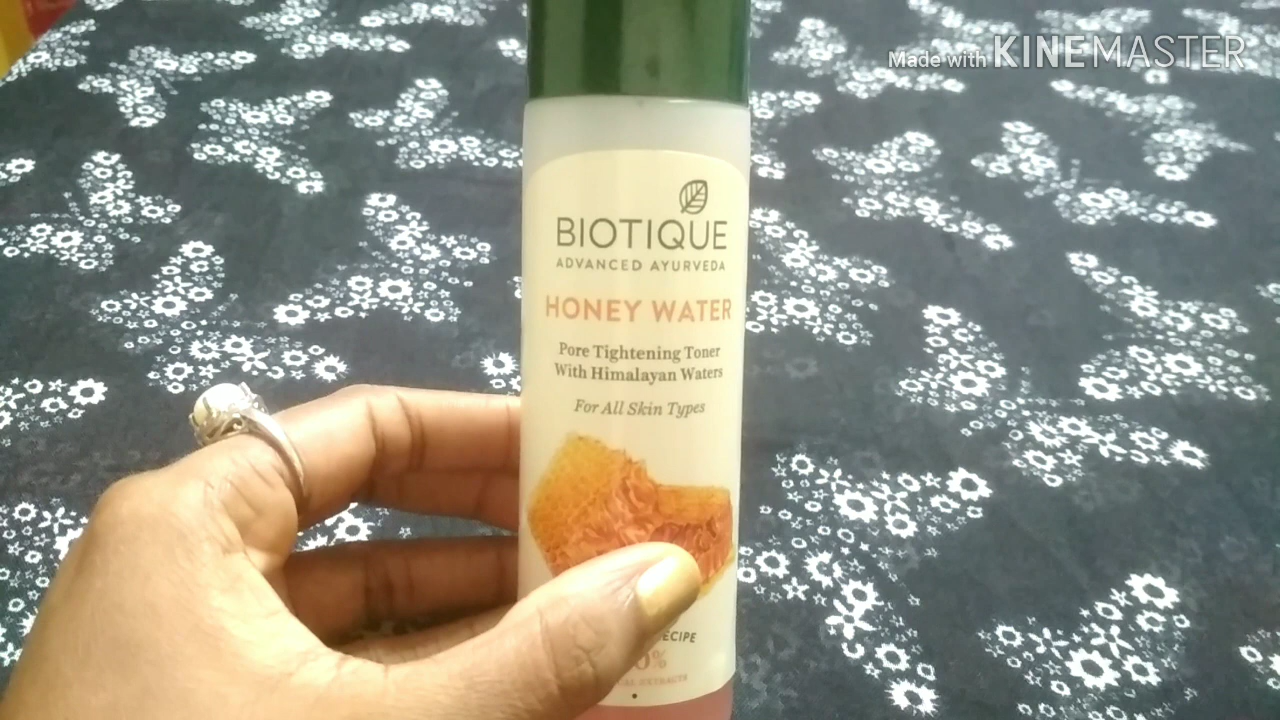 Made with KINEMASTER
BIOTIQUE
ADVANCED AYURVEDA
HONEY WATER
Pore Tightening Toner
With Himalayan Waters
For All Skin Types